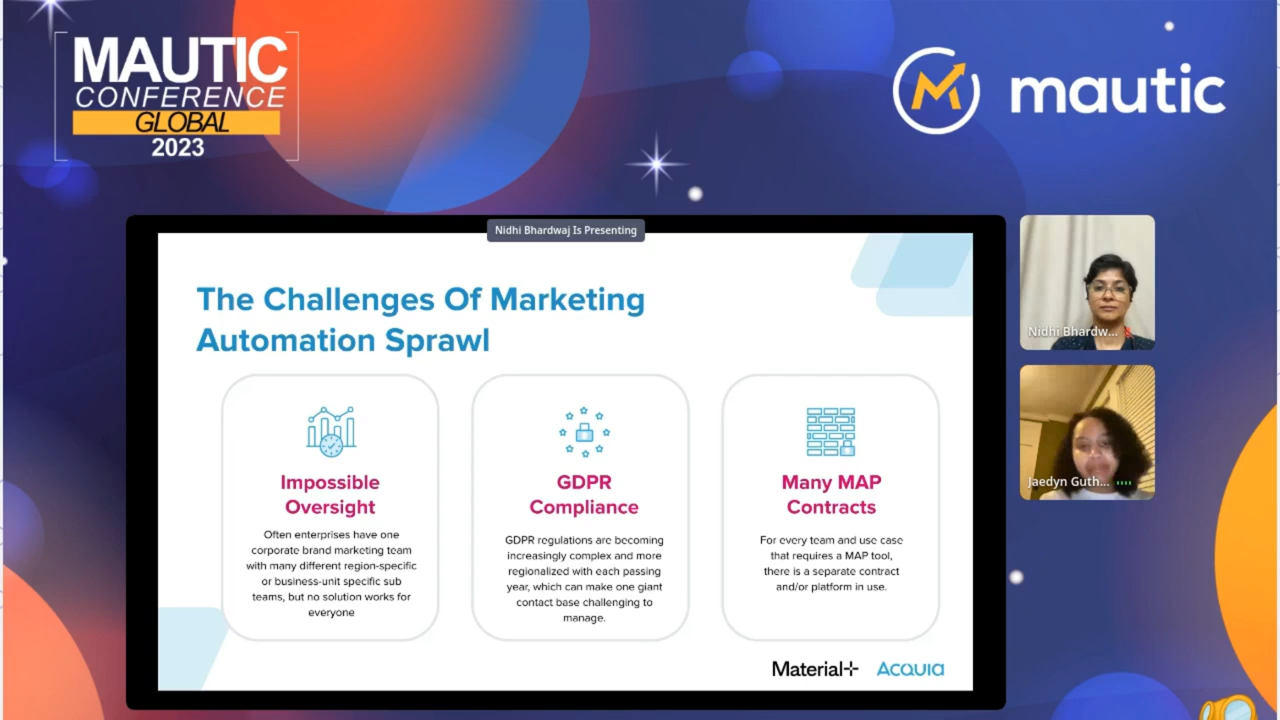 MAUTIC
CONFERENCE
GLOBAL
2023
mautic
Nidhi Bhardwaj Is Presenting
The Challenges Of Marketing
Automation Sprawl
Impossible
Oversight
Often enterprises have one
corporate brand marketing team
with many different region-specific
or business-unit specific sub
teams, but no solution works for
everyone
GDPR
Compliance
GDPR regulations are becoming
increasingly complex and more
regionalized with each passing
year, which can make one giant
contact base challenging to
manage.
Many MAP
Contracts
For every team and use case
that requires a MAP tool,
there is a separate contract
and/or platform in use.
Material+
Acquia
Nidhi Bhardw...
Jaedyn Guth...